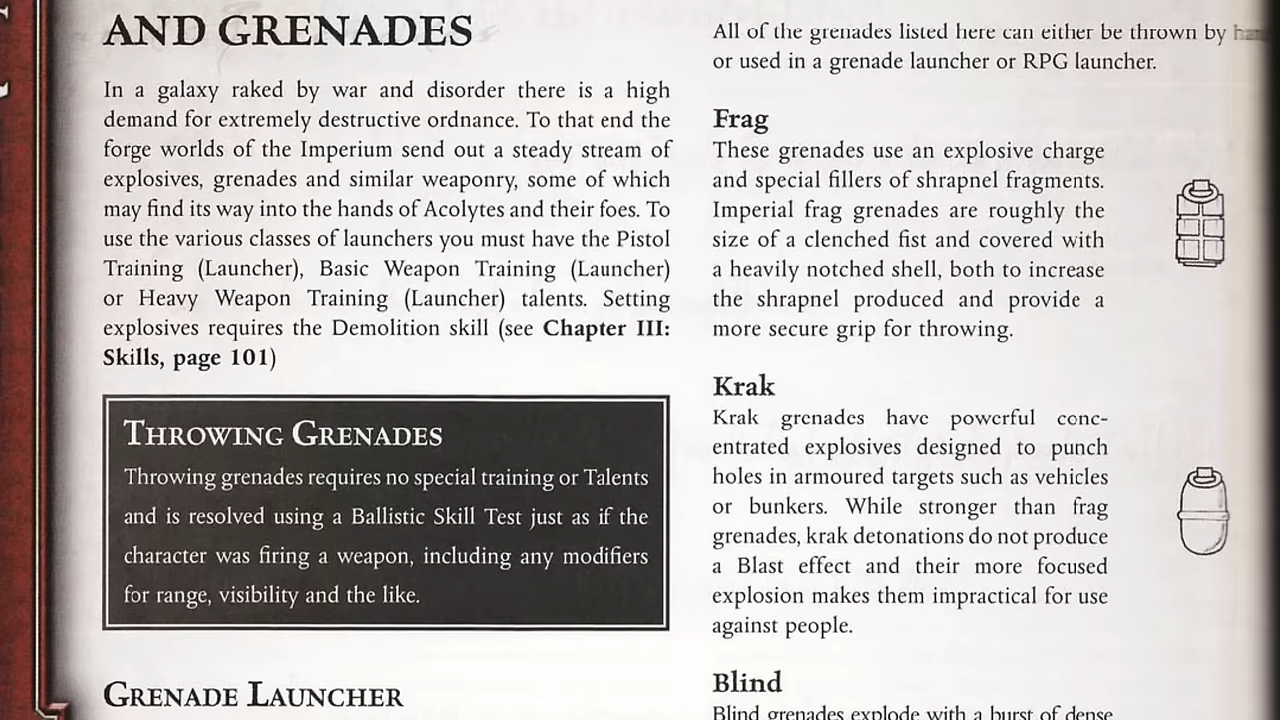 AND GRENADES
In a galaxy raked by war and disorder there is a high
demand for extremely destructive ordnance. To that end the
forge worlds of the Imperium send out a steady stream of
explosives, grenades and similar weaponry, some of which
may find its way into the hands of Acolytes and their foes. To
use the various classes of launchers you must have the Pistol
Training (Launcher), Basic Weapon Training (Launcher)
or Heavy Weapon Training (Launcher) talents. Setting
explosives requires the Demolition skill (see Chapter III:
Skills, page 101)
THROWING GRENADES
Throwing grenades requires no special training or Talents
and is resolved using a Ballistic Skill Test just as if the
character was firing a weapon, including any modifiers
for range, visibility and the like.
GRENADE LAUNCHER
All of the grenades listed here can either be thrown by
or used in a grenade launcher or RPG launcher.
Frag
These grenades use an explosive charge
and special fillers of shrapnel fragments.
Imperial frag grenades are roughly the
size of a clenched fist and covered with
a heavily notched shell, both to increase
the shrapnel produced and provide a
more secure grip for throwing.
Krak
Krak grenades have powerful conc-
entrated explosives designed to punch
holes in armoured targets such as vehicles
or bunkers. While stronger than frag
grenades, krak detonations do not produce
a Blast effect and their more focused
explosion makes them impractical for use
against people.
Blind
Blind grenades explode with a burst of dense